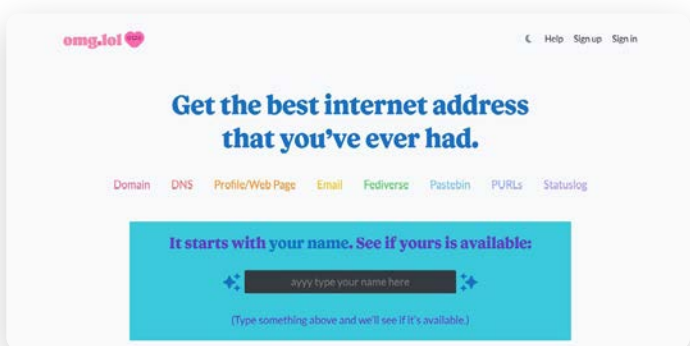 omg.lol
Help Sign up Sign in
Get the best internet address
that you've ever had.
Domain DNS Profile/Web Page Email Fediverse Pastebin PURLs Statuslog
It starts with your name. See if yours is available:
ayyy type your name here
(Type something above and we'll see if it's available.)